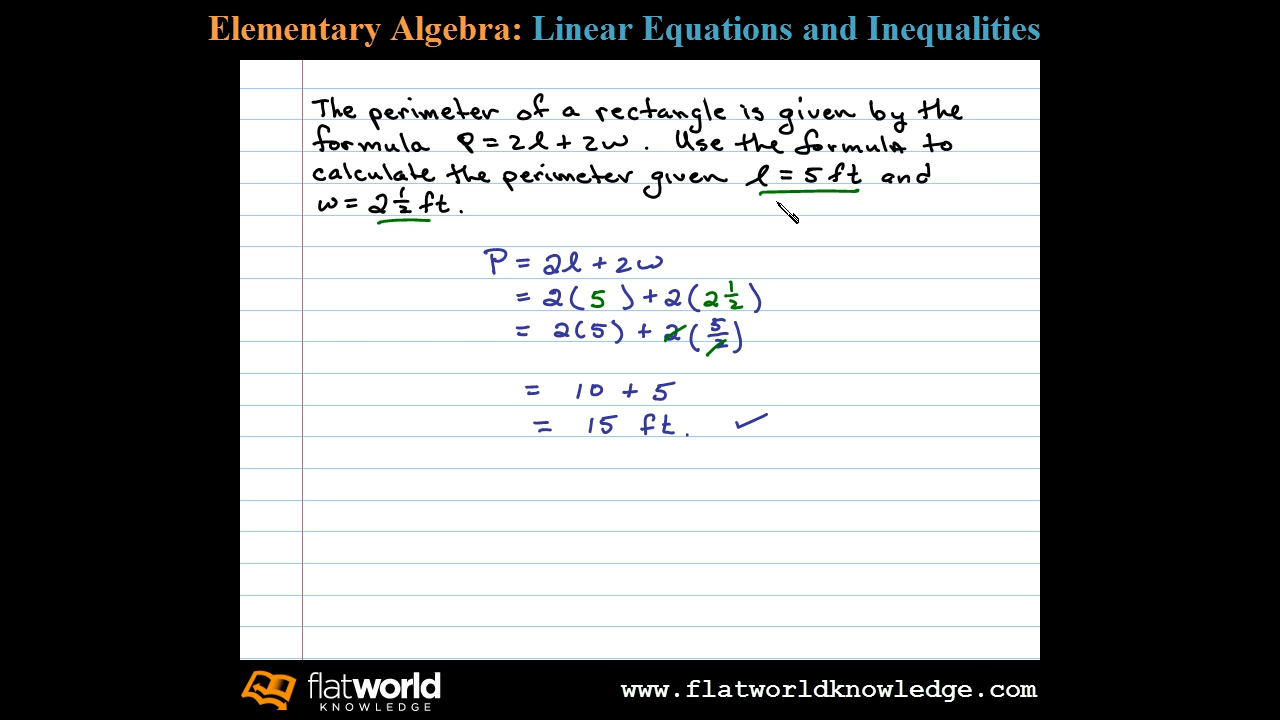 Elementary Algebra: Linear Equations and Inequalities
The perimeter of a rectangle is given by the
formula P = 2l + 2w. Use the formula to
calculate the perimeter given l = 5 ft and
w = 2 1/2 ft.
P = 2l + 2w
= 2(5) + 2(2 1/2)
= 2(5) + 2(5/2)
= 10 + 5
= 15 ft. ✓
flatworld
KNOWLEDGE
www.flatworldknowledge.com